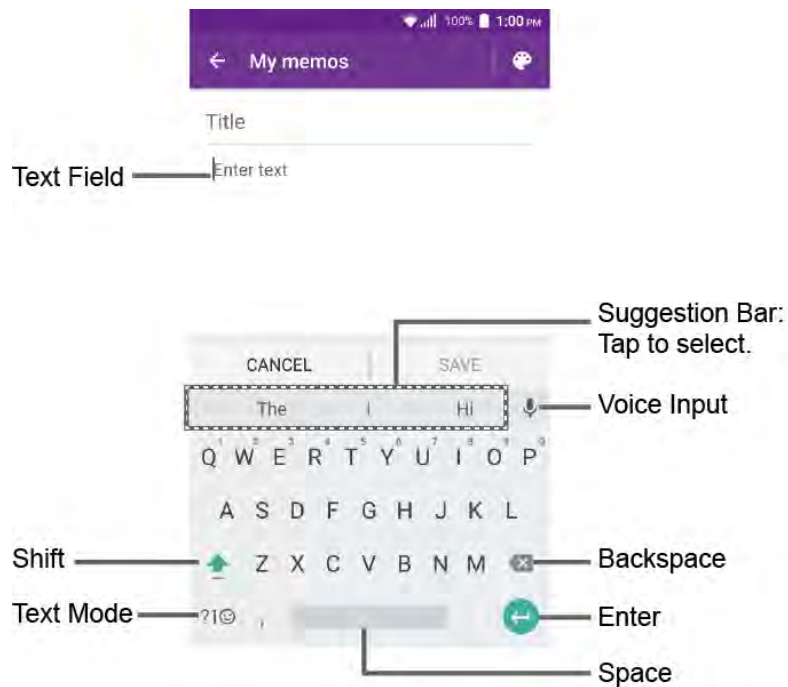 100% 1:00 PM
My memos
Title
Text Field
Enter text
Suggestion Bar:
Tap to select.
CANCEL SAVE
The I Hi
Voice Input
1 2 3 4 5 6 7 8 9 0
Q W E R T Y U I O P
A S D F G H J K L
Shift
Z X C V B N M
Backspace
Text Mode
?1☺ ,
Enter
Space